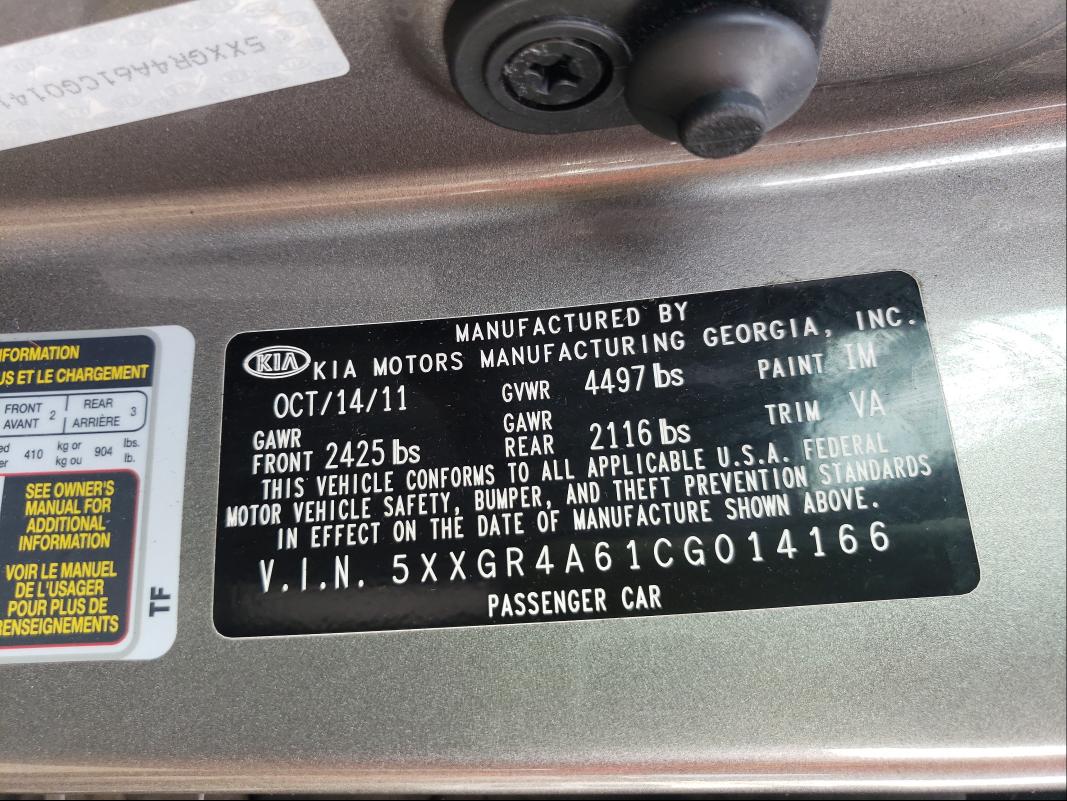 5XXGR4A61CG0141
NFORMATION
US ET LE CHARGEMENT
FRONT 2 REAR 3
AVANT ARRIÈRE
410 kg or 904 lbs.
kg ou lb.
SEE OWNER'S
MANUAL FOR
ADDITIONAL
INFORMATION
VOIR LE MANUEL
DE L'USAGER
POUR PLUS DE
RENSEIGNEMENTS
TF
MANUFACTURED BY
KIA KIA MOTORS MANUFACTURING GEORGIA, INC.
OCT/14/11 GVWR 4497 lbs PAINT IM
GAWR GAWR TRIM VA
FRONT 2425 lbs REAR 2116 lbs
THIS VEHICLE CONFORMS TO ALL APPLICABLE U.S.A. FEDERAL
MOTOR VEHICLE SAFETY, BUMPER, AND THEFT PREVENTION STANDARDS
IN EFFECT ON THE DATE OF MANUFACTURE SHOWN ABOVE.
V.I.N. 5XXGR4A61CG014166
PASSENGER CAR